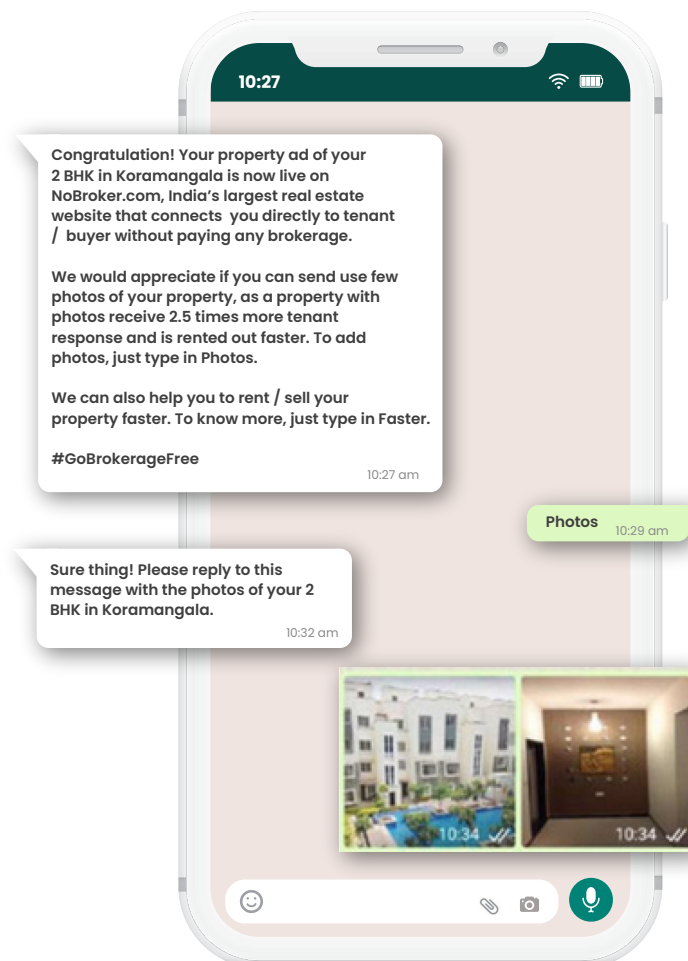 10:27
Congratulation! Your property ad of your
2 BHK in Koramangala is now live on
NoBroker.com, India’s largest real estate
website that connects you directly to tenant
/ buyer without paying any brokerage.
We would appreciate if you can send use few
photos of your property, as a property with
photos receive 2.5 times more tenant
response and is rented out faster. To add
photos, just type in Photos.
We can also help you to rent / sell your
property faster. To know more, just type in Faster.
#GoBrokerageFree
10:27 am
Photos
10:29 am
Sure thing! Please reply to this
message with the photos of your 2
BHK in Koramangala.
10:32 am
10:34
10:34